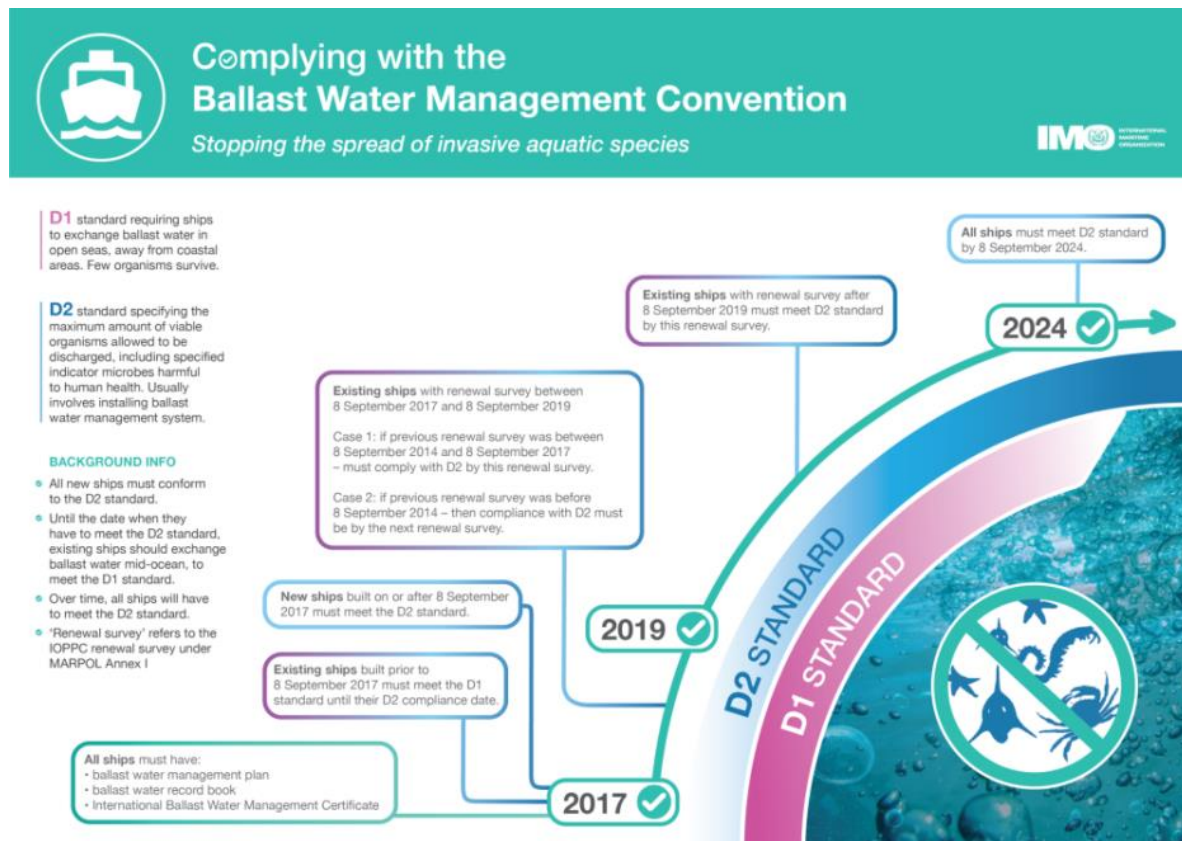 Complying with the
Ballast Water Management Convention
Stopping the spread of invasive aquatic species
IMO INTERNATIONAL
MARITIME
ORGANIZATION
D1 standard requiring ships
to exchange ballast water in
open seas, away from coastal
areas. Few organisms survive.
D2 standard specifying the
maximum amount of viable
organisms allowed to be
discharged, including specified
indicator microbes harmful
to human health. Usually
involves installing ballast
water management system.
BACKGROUND INFO
All new ships must conform
to the D2 standard.
Until the date when they
have to meet the D2 standard,
existing ships should exchange
ballast water mid-ocean, to
meet the D1 standard.
Over time, all ships will have
to meet the D2 standard.
‘Renewal survey’ refers to the
IOPPC renewal survey under
MARPOL Annex I
All ships must meet D2 standard
by 8 September 2024.
Existing ships with renewal survey after
8 September 2019 must meet D2 standard
by this renewal survey.
2024
Existing ships with renewal survey between
8 September 2017 and 8 September 2019
Case 1: if previous renewal survey was between
8 September 2014 and 8 September 2017
– must comply with D2 by this renewal survey.
Case 2: if previous renewal survey was before
8 September 2014 – then compliance with D2 must
be by the next renewal survey.
New ships built on or after 8 September
2017 must meet the D2 standard.
2019
Existing ships built prior to
8 September 2017 must meet the D1
standard until their D2 compliance date.
All ships must have:
• ballast water management plan
• ballast water record book
• International Ballast Water Management Certificate
2017
D2 STANDARD
D1 STANDARD